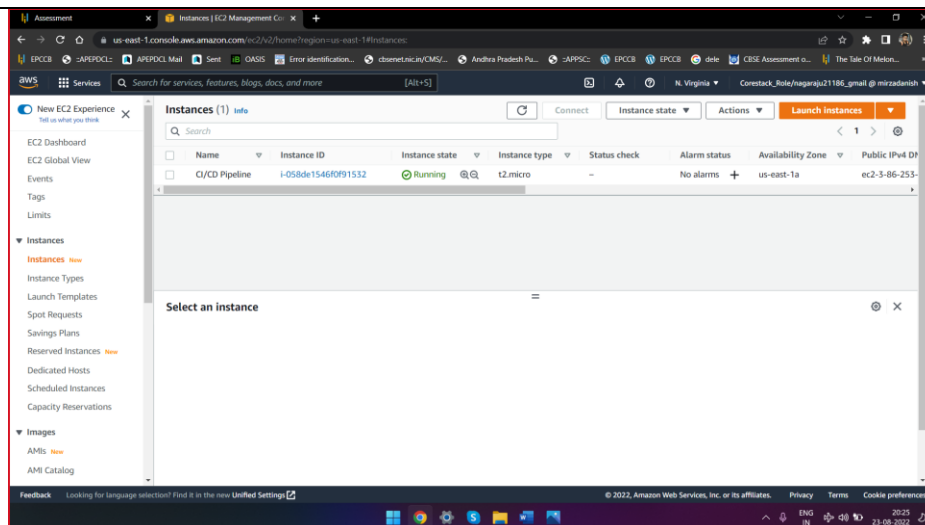 Assessment
Instances | EC2 Management Con
us-east-1.console.aws.amazon.com/ec2/v2/home?region=us-east-1#Instances:
EPCCB :APEPDCL: APEPDCL Mail Sent OASIS Error identification... cbsenet.nic.in/CMS/... Andhra Pradesh Pu... :APPSC: EPCCB EPCCB dele CBSE Assessment o... The Tale Of Melon...
aws Services Search for services, features, blogs, docs, and more [Alt+S] N. Virginia Corestack_Role/nagaraju21186_gmail @ mirzadanish
New EC2 Experience
Tell us what you think
EC2 Dashboard
EC2 Global View
Events
Tags
Limits
Instances
Instances New
Instance Types
Launch Templates
Spot Requests
Savings Plans
Reserved Instances New
Dedicated Hosts
Scheduled Instances
Capacity Reservations
Images
AMIs New
AMI Catalog
Instances (1) Info Connect Instance state Actions Launch instances
Search 1
Name Instance ID Instance state Instance type Status check Alarm status Availability Zone Public IPv4 DN
CI/CD Pipeline i-058de1546f0f91532 Running t2.micro – No alarms + us-east-1a ec2-3-86-253-
Select an instance
Feedback Looking for language selection? Find it in the new Unified Settings © 2022, Amazon Web Services, Inc. or its affiliates. Privacy Terms Cookie preferences
ENG 20:25
IN 23-08-2022